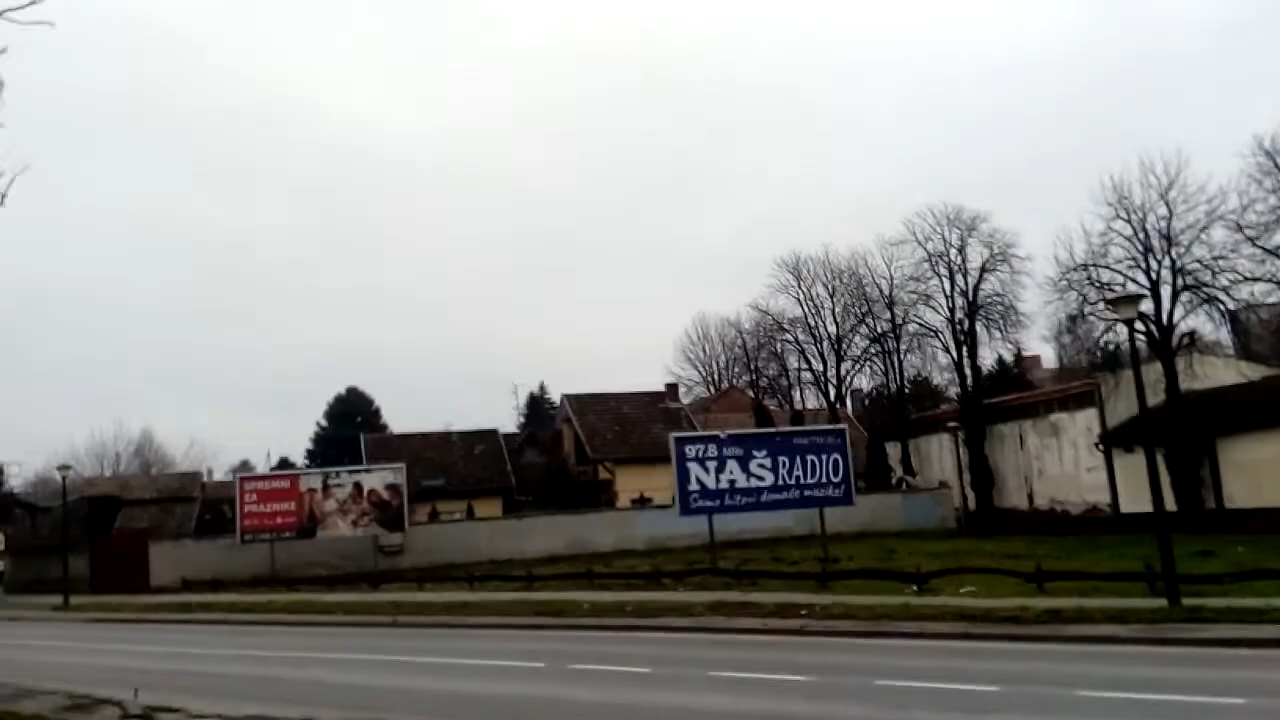 SPREMNI
ZA
PRAZNIKE
97.8 MHz
NAŠ RADIO
Samo hitovi domaće muzike!